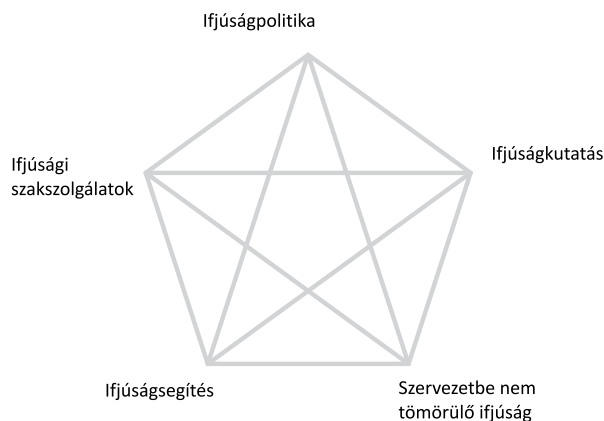 Ifjúságpolitika
Ifjúsági
szakszolgálatok
Ifjúságkutatás
Ifjúságsegítés
Szervezetbe nem
tömörülő ifjúság